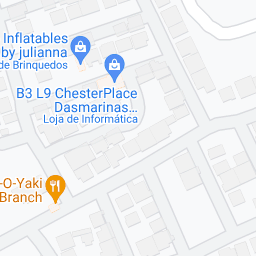 Inflatables
by julianna
de Brinquedos
B3 L9 ChesterPlace
Dasmarinas...
Loja de Informática
-O-Yaki
Branch